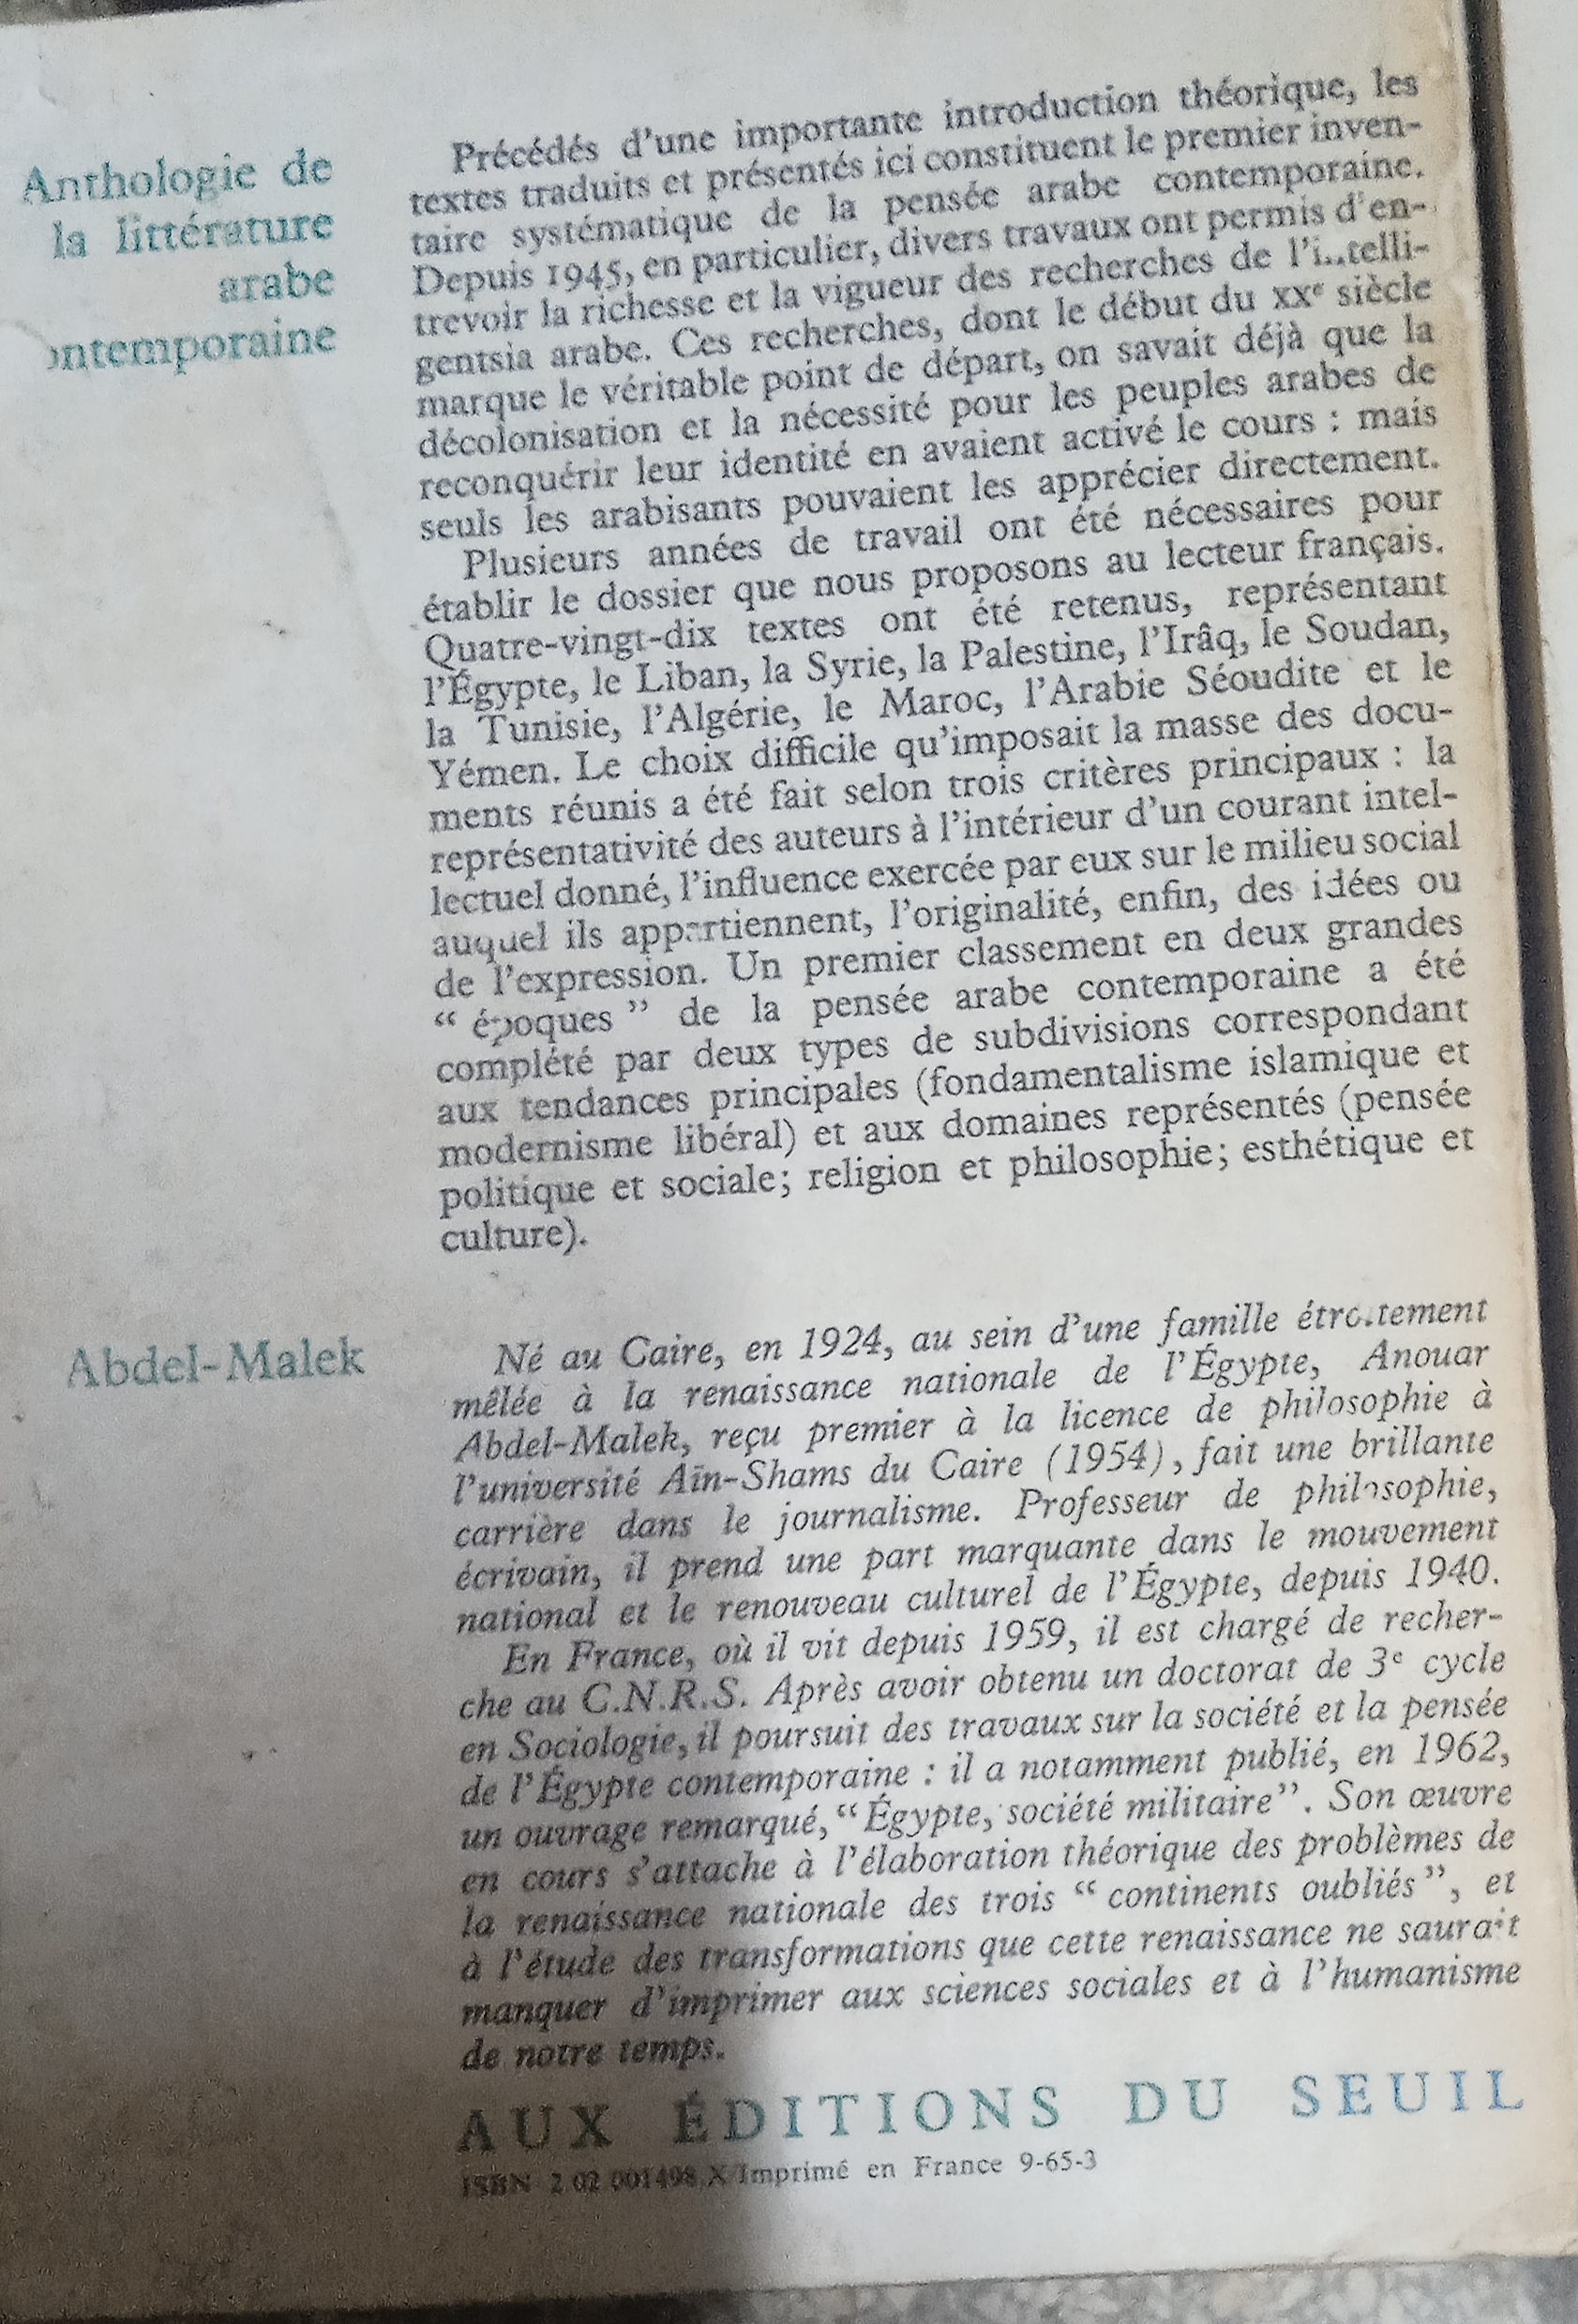 Anthologie de
la littérature
arabe
ontemporaine
Précédés d'une importante introduction théorique, les
textes traduits et présentés ici constituent le premier inven-
taire systématique de la pensée arabe contemporaine.
Depuis 1945, en particulier, divers travaux ont permis d'en-
trevoir la richesse et la vigueur des recherches de l'i..telli-
gentsia arabe. Ces recherches, dont le début du XXe siècle
marque le véritable point de départ, on savait déjà que la
décolonisation et la nécessité pour les peuples arabes de
reconquérir leur identité en avaient activé le cours : mais
seuls les arabisants pouvaient les apprécier directement.
Plusieurs années de travail ont été nécessaires pour
établir le dossier que nous proposons au lecteur français.
Quatre-vingt-dix textes ont été retenus, représentant
l'Égypte, le Liban, la Syrie, la Palestine, l'Irâq, le Soudan,
la Tunisie, l'Algérie, le Maroc, l'Arabie Séoudite et le
Yémen. Le choix difficile qu'imposait la masse des docu-
ments réunis a été fait selon trois critères principaux : la
représentativité des auteurs à l'intérieur d'un courant intel-
lectuel donné, l'influence exercée par eux sur le milieu social
auquel ils appartiennent, l'originalité, enfin, des idées ou
de l'expression. Un premier classement en deux grandes
“ époques ” de la pensée arabe contemporaine a été
complété par deux types de subdivisions correspondant
aux tendances principales (fondamentalisme islamique et
modernisme libéral) et aux domaines représentés (pensée
politique et sociale; religion et philosophie; esthétique et
culture).
Abdel-Malek
Né au Caire, en 1924, au sein d'une famille étroitement
mêlée à la renaissance nationale de l'Égypte, Anouar
Abdel-Malek, reçu premier à la licence de philosophie à
l'université Aïn-Shams du Caire (1954), fait une brillante
carrière dans le journalisme. Professeur de philosophie,
écrivain, il prend une part marquante dans le mouvement
national et le renouveau culturel de l'Égypte, depuis 1940.
En France, où il vit depuis 1959, il est chargé de recher-
che au C.N.R.S. Après avoir obtenu un doctorat de 3e cycle
en Sociologie, il poursuit des travaux sur la société et la pensée
de l'Égypte contemporaine : il a notamment publié, en 1962,
un ouvrage remarqué, “Égypte, société militaire”. Son œuvre
en cours s'attache à l'élaboration théorique des problèmes de
la renaissance nationale des trois “ continents oubliés”, et
à l'étude des transformations que cette renaissance ne saurait
manquer d'imprimer aux sciences sociales et à l'humanisme
de notre temps.
AUX ÉDITIONS DU SEUIL
ISBN 2 02 001498 X/Imprimé en France 9-65-3